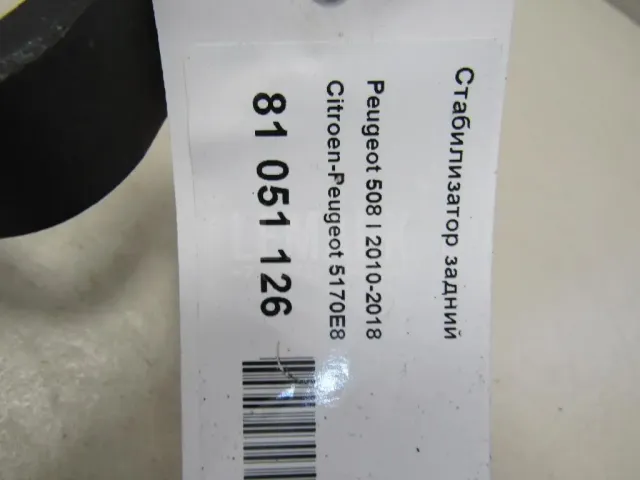 Стабилизатор задний
Peugeot 508 I 2010-2018
Citroen-Peugeot 5170E8
81 051 126